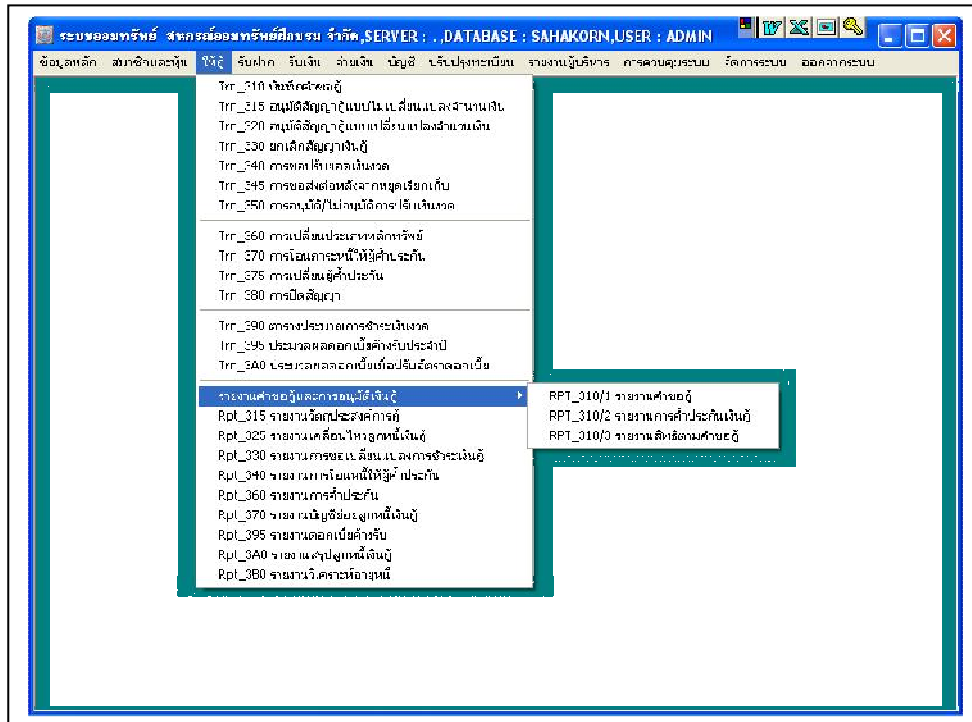 ระบบออมทรัพย์ สหกรณ์ออมทรัพย์ฝึกอบรม จำกัด,SERVER : . ,DATABASE : SAHAKORN,USER : ADMIN
ข้อมูลหลัก สมาชิกและหุ้น ให้กู้ รับฝาก รับเงิน จ่ายเงิน บัญชี ปรับปรุงทะเบียน รายงานผู้บริหาร การควบคุมระบบ จัดการระบบ ออกจากระบบ
Trn_310 บันทึกคำขอกู้
Trn_315 อนุมัติสัญญากู้แบบไม่เปลี่ยนแปลงจำนวนเงิน
Trn_320 อนุมัติสัญญากู้แบบเปลี่ยนแปลงจำนวนเงิน
Trn_330 ยกเลิกสัญญาเงินกู้
Trn_340 การขอปรับยอดเงินงวด
Trn_345 การขอส่งต่อหลังจากหยุดเรียกเก็บ
Trn_350 การอนุมัติ/ไม่อนุมัติการปรับเงินงวด
Trn_360 การเปลี่ยนประเภทหลักทรัพย์
Trn_370 การโอนภาระหนี้ให้ผู้ค้ำประกัน
Trn_375 การเปลี่ยนผู้ค้ำประกัน
Trn_380 การปิดสัญญา
Trn_390 ตารางประมาณการชำระเงินงวด
Trn_395 ประมวลผลดอกเบี้ยค้างรับประจำปี
Trn_3A0 ประมวลผลดอกเบี้ยเมื่อปรับอัตราดอกเบี้ย
รายงานคำขอกู้และการอนุมัติเงินกู้
RPT_310/1 รายงานคำขอกู้
Rpt_315 รายงานวัตถุประสงค์การกู้
RPT_310/2 รายงานการค้ำประกันเงินกู้
Rpt_325 รายงานเคลื่อนไหวลูกหนี้เงินกู้
RPT_310/3 รายงานสิทธิ์ตามคำขอกู้
Rpt_330 รายงานการขอเปลี่ยนแปลงการชำระเงินกู้
Rpt_340 รายงานการโอนหนี้ให้ผู้ค้ำประกัน
Rpt_360 รายงานการค้ำประกัน
Rpt_370 รายงานบัญชีย่อยลูกหนี้เงินกู้
Rpt_395 รายงานดอกเบี้ยค้างรับ
Rpt_3A0 รายงานสรุปลูกหนี้เงินกู้
Rpt_3B0 รายงานวิเคราะห์อายุหนี้